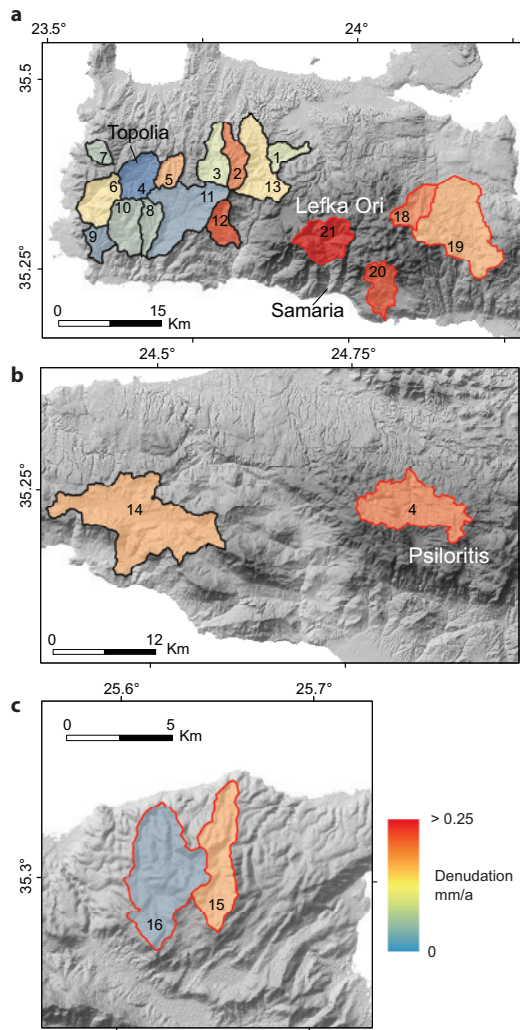 a
23.5° 24°
35.5°
35.25°
Topolia
7
1
3
2
5
4
6
13
11
10
8
12
9
18
Lefka Ori
21
19
20
Samaria
0 15
Km
24.5° 24.75°
b
35.25°
14
4
Psiloritis
0 12
Km
25.6° 25.7°
c
0 5
Km
35.3°
15
16
> 0.25
Denudation
mm/a
0